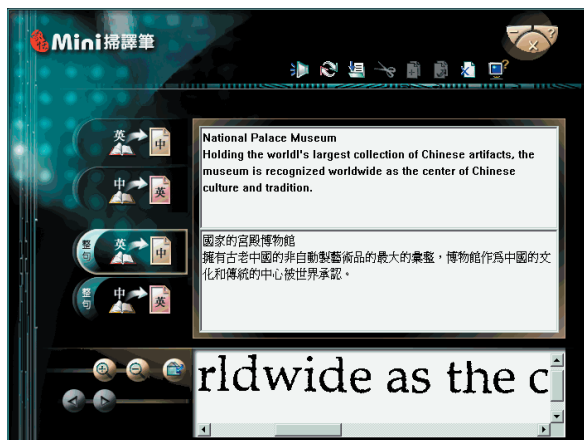 Mini掃譯筆
?
英 中
National Palace Museum
Holding the worldl's largest collection of Chinese artifacts, the
museum is recognized worldwide as the center of Chinese
culture and tradition.
中 英
整句 英 中
國家的宮殿博物館
擁有古老中國的非自動製藝術品的最大的彙整，博物館作爲中國的文
化和傳統的中心被世界承認。
整句 中 英
rldwide as the c